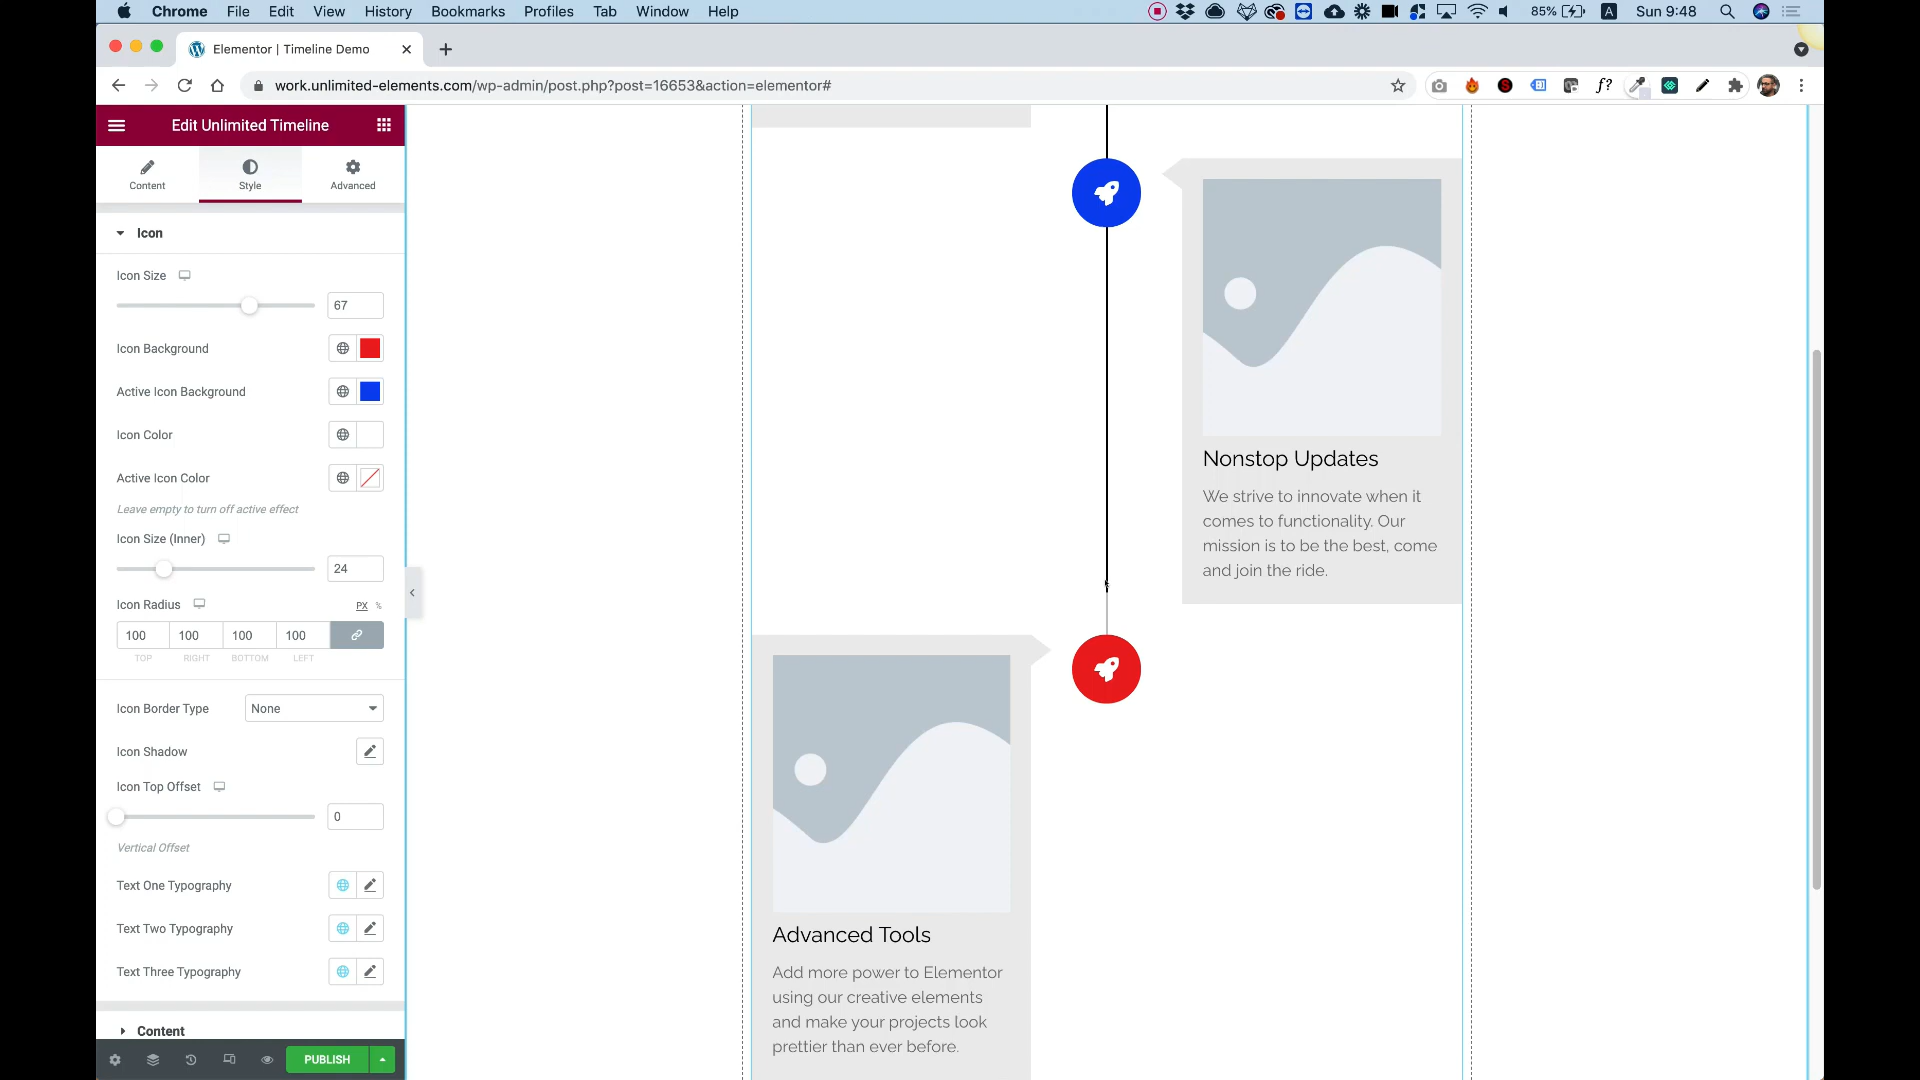 Chrome File Edit View History Bookmarks Profiles Tab Window Help
85% A Sun 9:48
Elementor | Timeline Demo
work.unlimited-elements.com/wp-admin/post.php?post=16653&action=elementor#
f?
Edit Unlimited Timeline
Content
Style
Advanced
Icon
Icon Size
67
Icon Background
Active Icon Background
Icon Color
Active Icon Color
Leave empty to turn off active effect
Icon Size (Inner)
24
Icon Radius
PX %
100 100 100 100
TOP RIGHT BOTTOM LEFT
Icon Border Type
None
Icon Shadow
Icon Top Offset
0
Vertical Offset
Text One Typography
Text Two Typography
Text Three Typography
Content
PUBLISH
Nonstop Updates
We strive to innovate when it
comes to functionality. Our
mission is to be the best, come
and join the ride.
Advanced Tools
Add more power to Elementor
using our creative elements
and make your projects look
prettier than ever before.